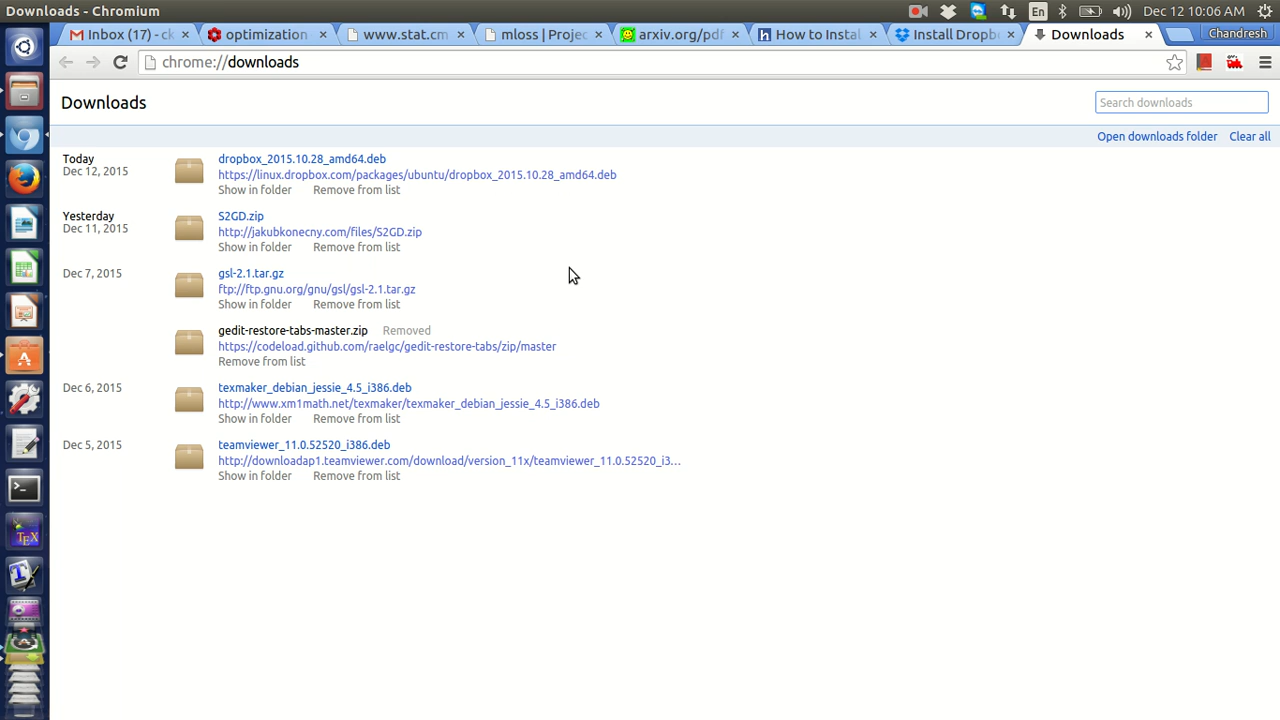 Downloads - Chromium
En
Dec 12 10:06 AM
Inbox (17) - ck
optimization
www.stat.cm
mloss | Projec
arxiv.org/pdf
How to Instal
Install Dropb
Downloads
Chandresh
chrome://downloads
Downloads
Search downloads
Open downloads folder
Clear all
Today
Dec 12, 2015
dropbox_2015.10.28_amd64.deb
https://linux.dropbox.com/packages/ubuntu/dropbox_2015.10.28_amd64.deb
Show in folder Remove from list
Yesterday
Dec 11, 2015
S2GD.zip
http://jakubkonecny.com/files/S2GD.zip
Show in folder Remove from list
Dec 7, 2015
gsl-2.1.tar.gz
ftp://ftp.gnu.org/gnu/gsl/gsl-2.1.tar.gz
Show in folder Remove from list
gedit-restore-tabs-master.zip Removed
https://codeload.github.com/raelgc/gedit-restore-tabs/zip/master
Remove from list
Dec 6, 2015
texmaker_debian_jessie_4.5_i386.deb
http://www.xm1math.net/texmaker/texmaker_debian_jessie_4.5_i386.deb
Show in folder Remove from list
Dec 5, 2015
teamviewer_11.0.52520_i386.deb
http://downloadap1.teamviewer.com/download/version_11x/teamviewer_11.0.52520_i3...
Show in folder Remove from list
TEX